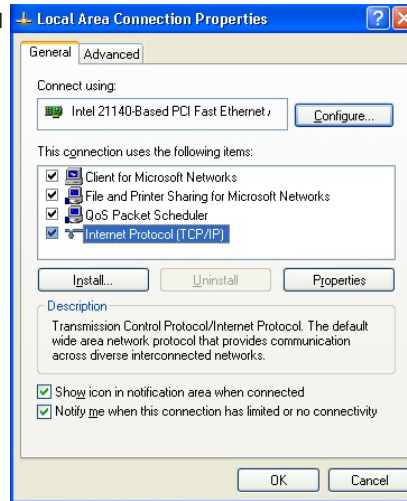 Local Area Connection Properties
General Advanced
Connect using:
Intel 21140-Based PCI Fast Ethernet
Configure...
This connection uses the following items:
Client for Microsoft Networks
File and Printer Sharing for Microsoft Networks
QoS Packet Scheduler
Internet Protocol (TCP/IP)
Install... Uninstall Properties
Description
Transmission Control Protocol/Internet Protocol. The default
wide area network protocol that provides communication
across diverse interconnected networks.
Show icon in notification area when connected
Notify me when this connection has limited or no connectivity
OK Cancel